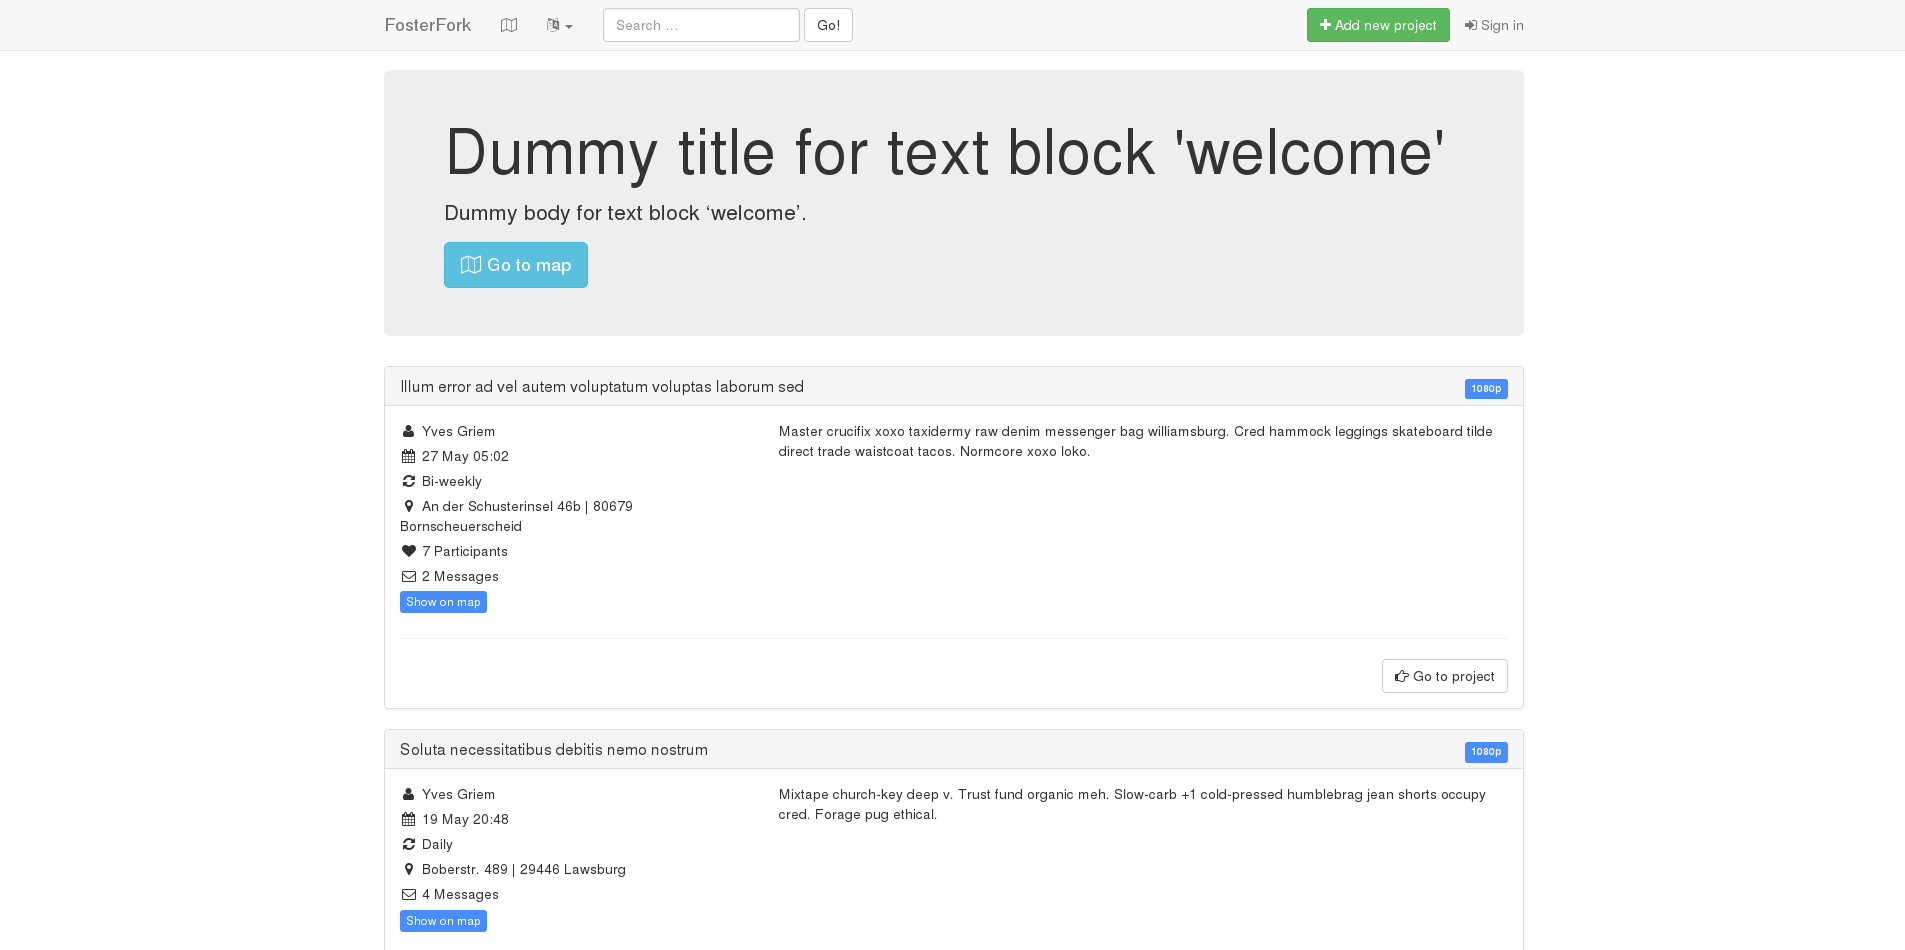 FosterFork
Search ...
Go!
Add new project
Sign in
Dummy title for text block 'welcome'
Dummy body for text block ‘welcome’.
Go to map
Illum error ad vel autem voluptatum voluptas laborum sed
1080p
Yves Griem
27 May 05:02
Bi-weekly
An der Schusterinsel 46b | 80679
Bornscheuerscheid
7 Participants
2 Messages
Show on map
Master crucifix xoxo taxidermy raw denim messenger bag williamsburg. Cred hammock leggings skateboard tilde
direct trade waistcoat tacos. Normcore xoxo loko.
Go to project
Soluta necessitatibus debitis nemo nostrum
1080p
Yves Griem
19 May 20:48
Daily
Boberstr. 489 | 29446 Lawsburg
4 Messages
Show on map
Mixtape church-key deep v. Trust fund organic meh. Slow-carb +1 cold-pressed humblebrag jean shorts occupy
cred. Forage pug ethical.